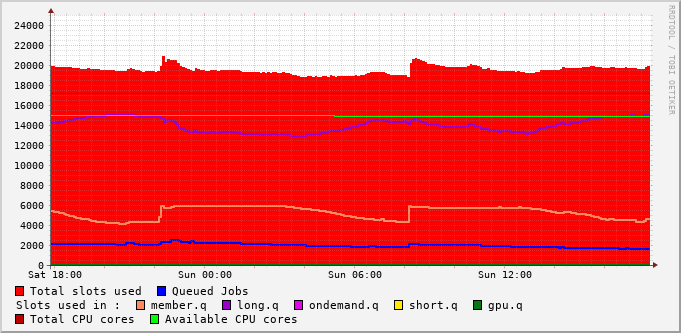 24000
22000
20000
18000
16000
14000
12000
10000
8000
6000
4000
2000
0
Sat 18:00 Sun 00:00 Sun 06:00 Sun 12:00
RRDTOOL / TOBI OETIKER
Total slots used Queued Jobs
Slots used in : member.q long.q ondemand.q short.q gpu.q
Total CPU cores Available CPU cores